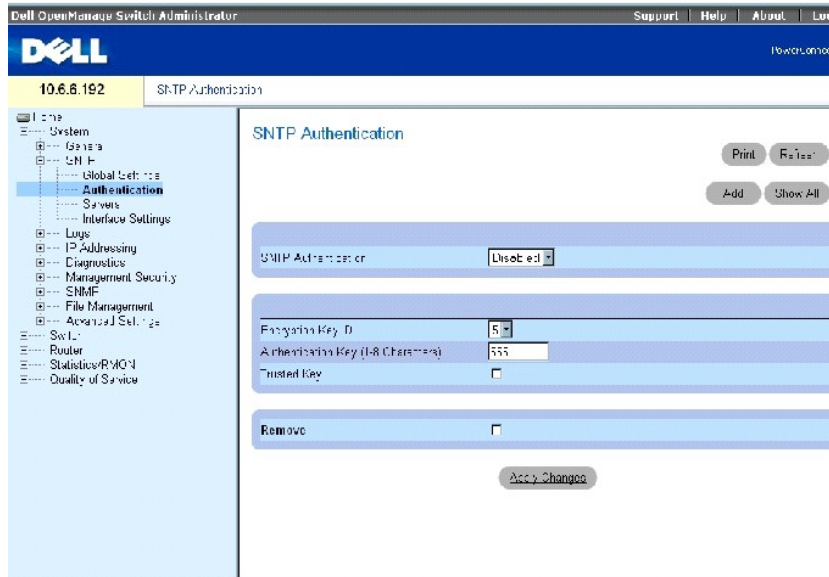 Dell OpenManage Switch Administrator
Support | Help | About
DELL
10.6.6.192
SNTP Authentication
Home
System
General
SNTP
Global Settings
Authentication
Servers
Interface Settings
Logs
IP Addressing
Diagnostics
Management Security
SNMP
File Management
Advanced Settings
Switch
Router
Statistics/RMON
Quality of Service
SNTP Authentication
Print Refresh
Add Show All
SNTP Authentication Disabled
Encryption Key ID 5
Authentication Key (1-8 Characters) 555
Trusted Key
Remove
Apply Changes